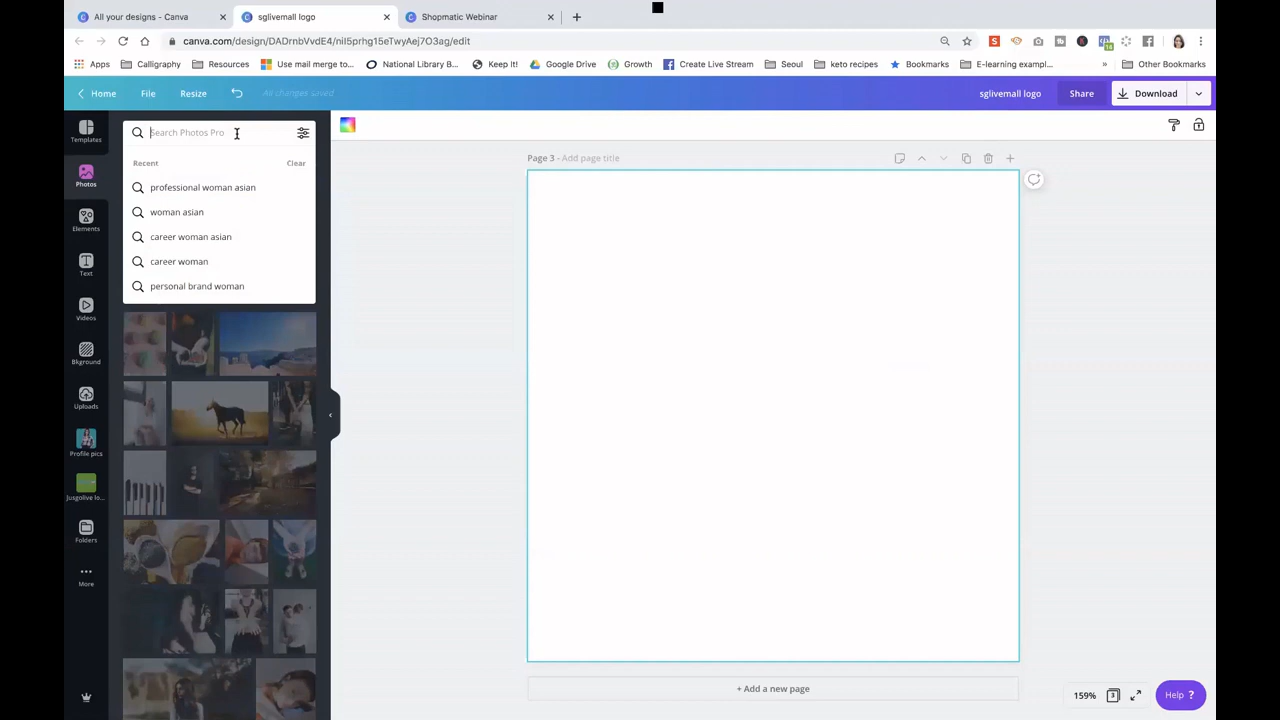 All your designs - Canva
sglivemall logo
Shopmatic Webinar
canva.com/design/DADrnbVvdE4/niI5prhg15eTwyAej7O3ag/edit
Apps
Calligraphy
Resources
Use mail merge to...
National Library B...
Keep It!
Google Drive
Growth
Create Live Stream
Seoul
keto recipes
Bookmarks
E-learning exampl...
»
Other Bookmarks
Home
File
Resize
All changes saved
sglivemall logo
Share
Download
Templates
Photos
Elements
Text
Videos
Bkground
Uploads
Profile pics
Jusgolive lo...
Folders
More
Search Photos Pro
Recent
Clear
professional woman asian
woman asian
career woman asian
career woman
personal brand woman
Page 3 - Add page title
+ Add a new page
159%
3
Help ?